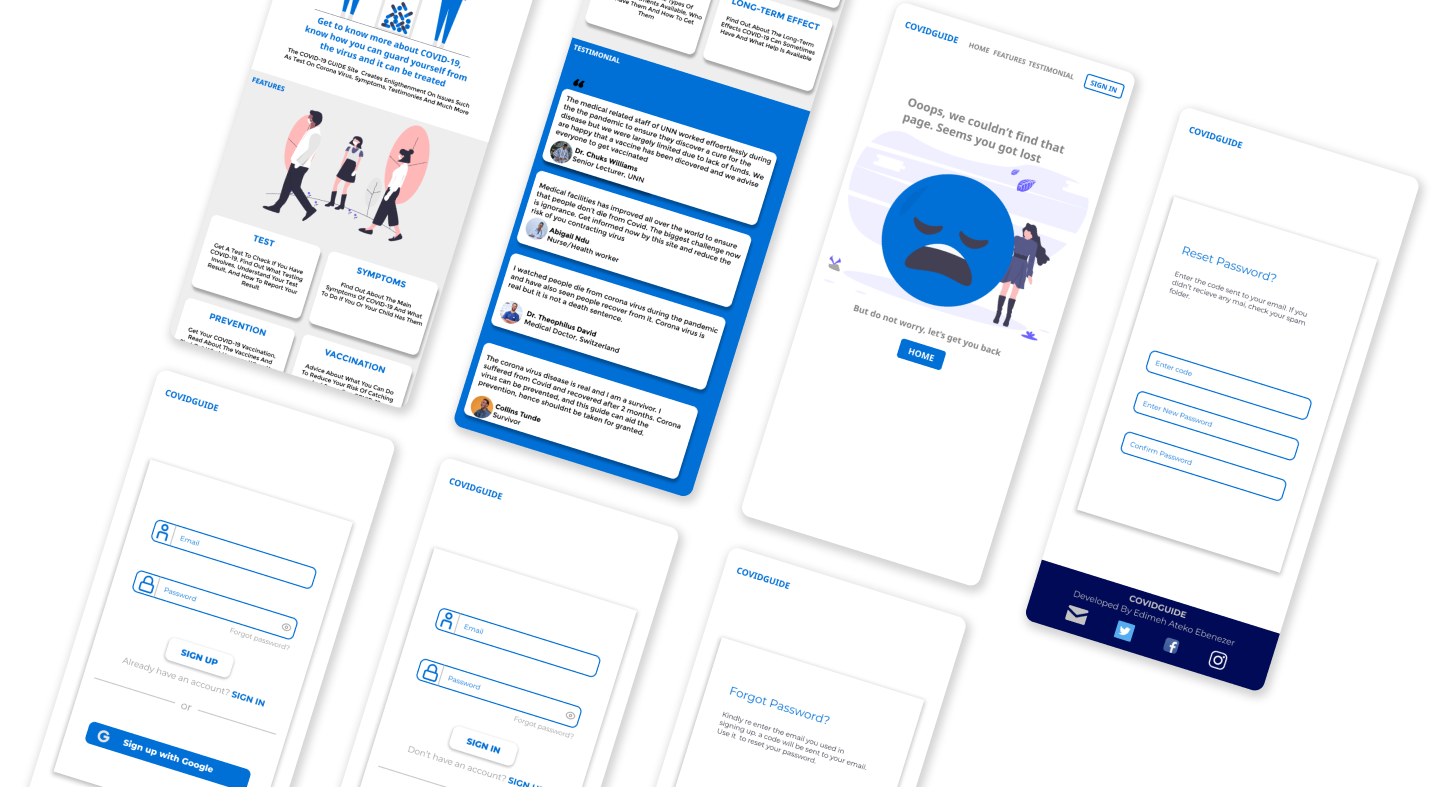 Get to know more about COVID-19,
know how you can guard yourself from
the virus and it can be treated
The COVID-19 GUIDE Site Creates Enligthenment On Issues Such
As Test On Corona Virus, Symptoms, Testimonies And Much More
FEATURES
TEST
Get A Test To Check If You Have
COVID-19, Find Out What Testing
Involves, Understand Your Test
Result, And How To Report Your
Result
SYMPTOMS
Find Out About The Main
Symptoms Of COVID-19 And What
To Do If You Or Your Child Has Them
PREVENTION
Get Your COVID-19 Vaccination,
Read About The Vaccines And
VACCINATION
Advice About What You Can Do
To Reduce Your Risk Of Catching
Types Of
Available, Who
Have Them And How To Get
Them
LONG-TERM EFFECT
Find Out About The Long-Term
Effects COVID-19 Can Sometimes
Have And What Help Is Available
TESTIMONIAL
“
The medical related staff of UNN worked effoertlessly during
the the pandemic to ensure they discover a cure for the
disease but we were largely limited due to lack of funds. We
are happy that a vaccine has been dicovered and we advise
everyone to get vaccinated
Dr. Chuks Williams
Senior Lecturer, UNN
Medical facilities has improved all over the world to ensure
that people don't die from Covid. The biggest challenge now
is ignorance. Get informed now by this site and reduce the
risk of you contracting virus
Abigail Ndu
Nurse/Health worker
I watched people die from corona virus during the pandemic
and have also seen people recover from it. Corona virus is
real but it is not a death sentence.
Dr. Theophilus David
Medical Doctor, Switzerland
The corona virus disease is real and I am a survivor. I
suffered from Covid and recovered after 2 months. Corona
virus can be prevented, and this guide can aid the
prevention, hence shouldnt be taken for granted.
Collins Tunde
Survivor
COVIDGUIDE
HOME FEATURES TESTIMONIAL
SIGN IN
Ooops, we couldn't find that
page. Seems you got lost
But do not worry, let's get you back
HOME
COVIDGUIDE
Reset Password?
Enter the code sent to your email. If you
didn't recieve any mai, check your spam
folder.
Enter code
Enter New Password
Confirm Password
COVIDGUIDE
Developed By Edimeh Ateko Ebenezer
COVIDGUIDE
Email
Password
Forgot password?
SIGN UP
Already have an account? SIGN IN
or
G Sign up with Google
COVIDGUIDE
Email
Password
Forgot password?
SIGN IN
Don't have an account? SIGN
COVIDGUIDE
Forgot Password?
Kindly re enter the email you used in
signing up, a code will be sent to your email.
Use it to reset your password.